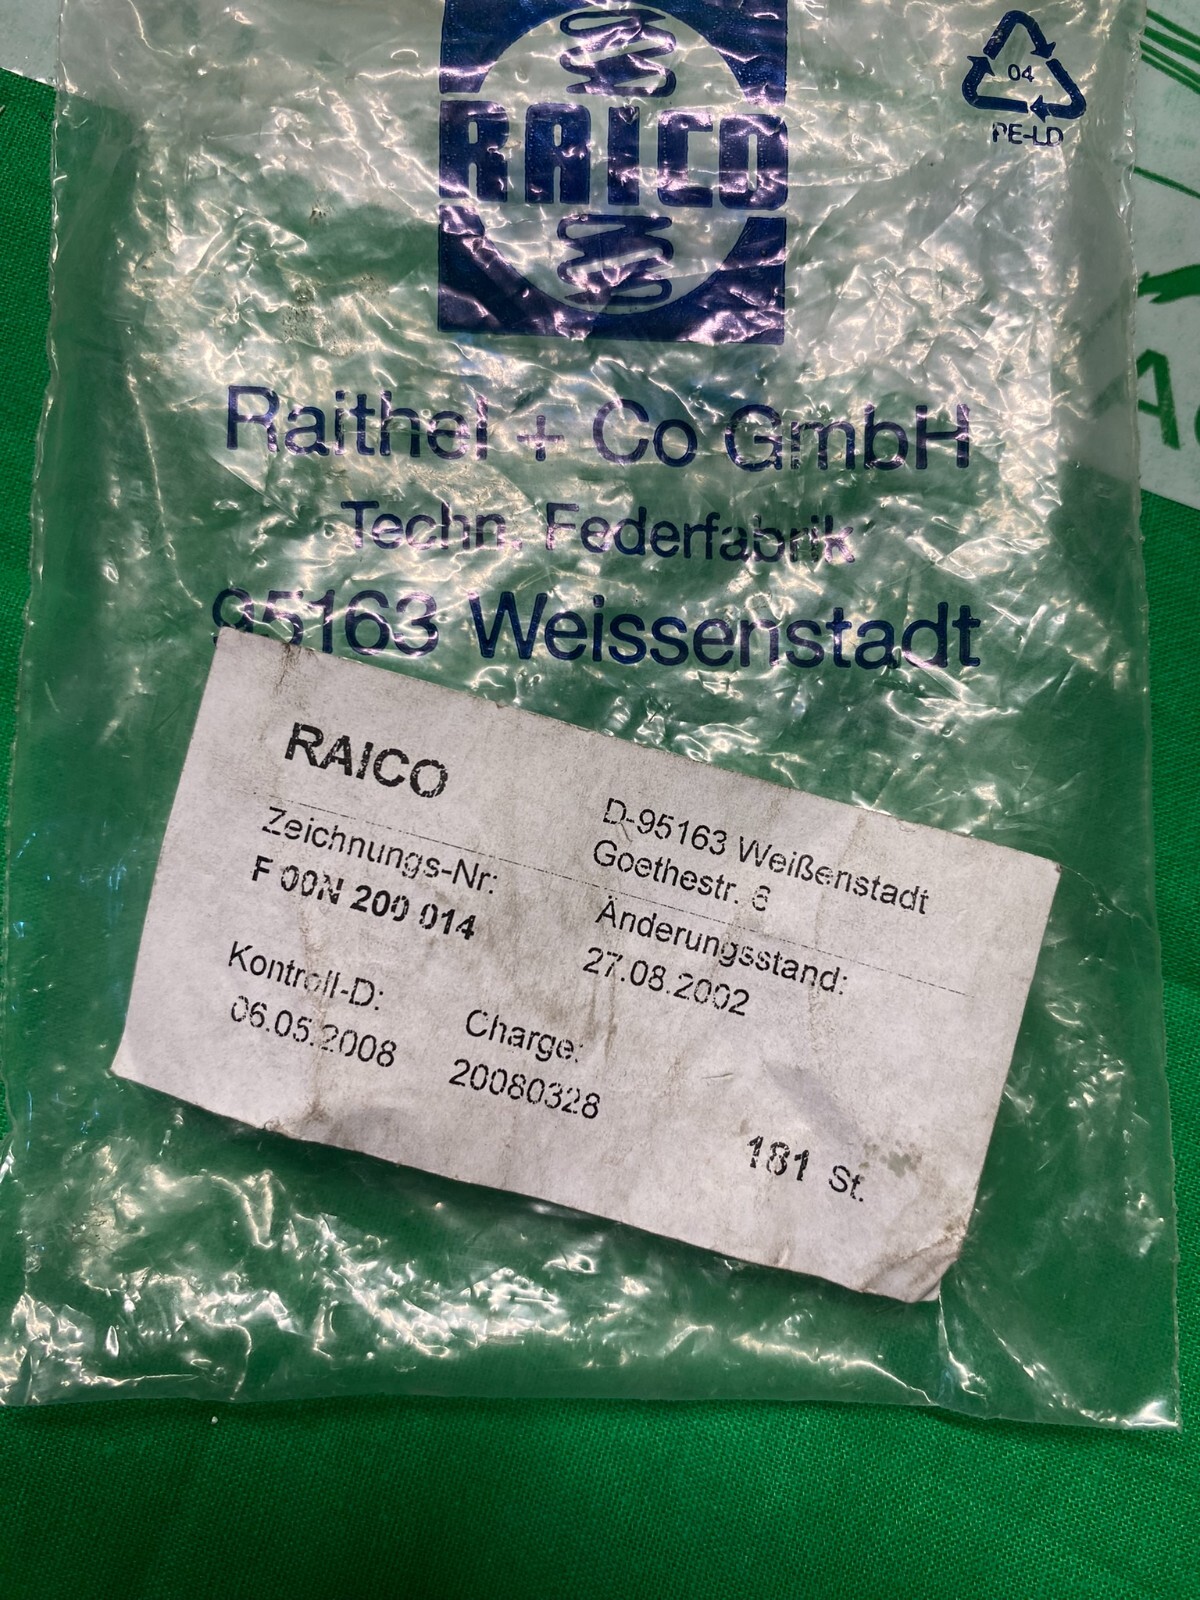 04
PE-LD
RAICO
Raithel + Co GmbH
Techn. Federfabrik
95163 Weissenstadt
RAICO
D-95163 Weißenstadt
Goethestr. 6
Zeichnungs-Nr:
F 00N 200 014
Änderungsstand:
27.08.2002
Kontroll-D:
06.05.2008
Charge:
20080328
181 St.